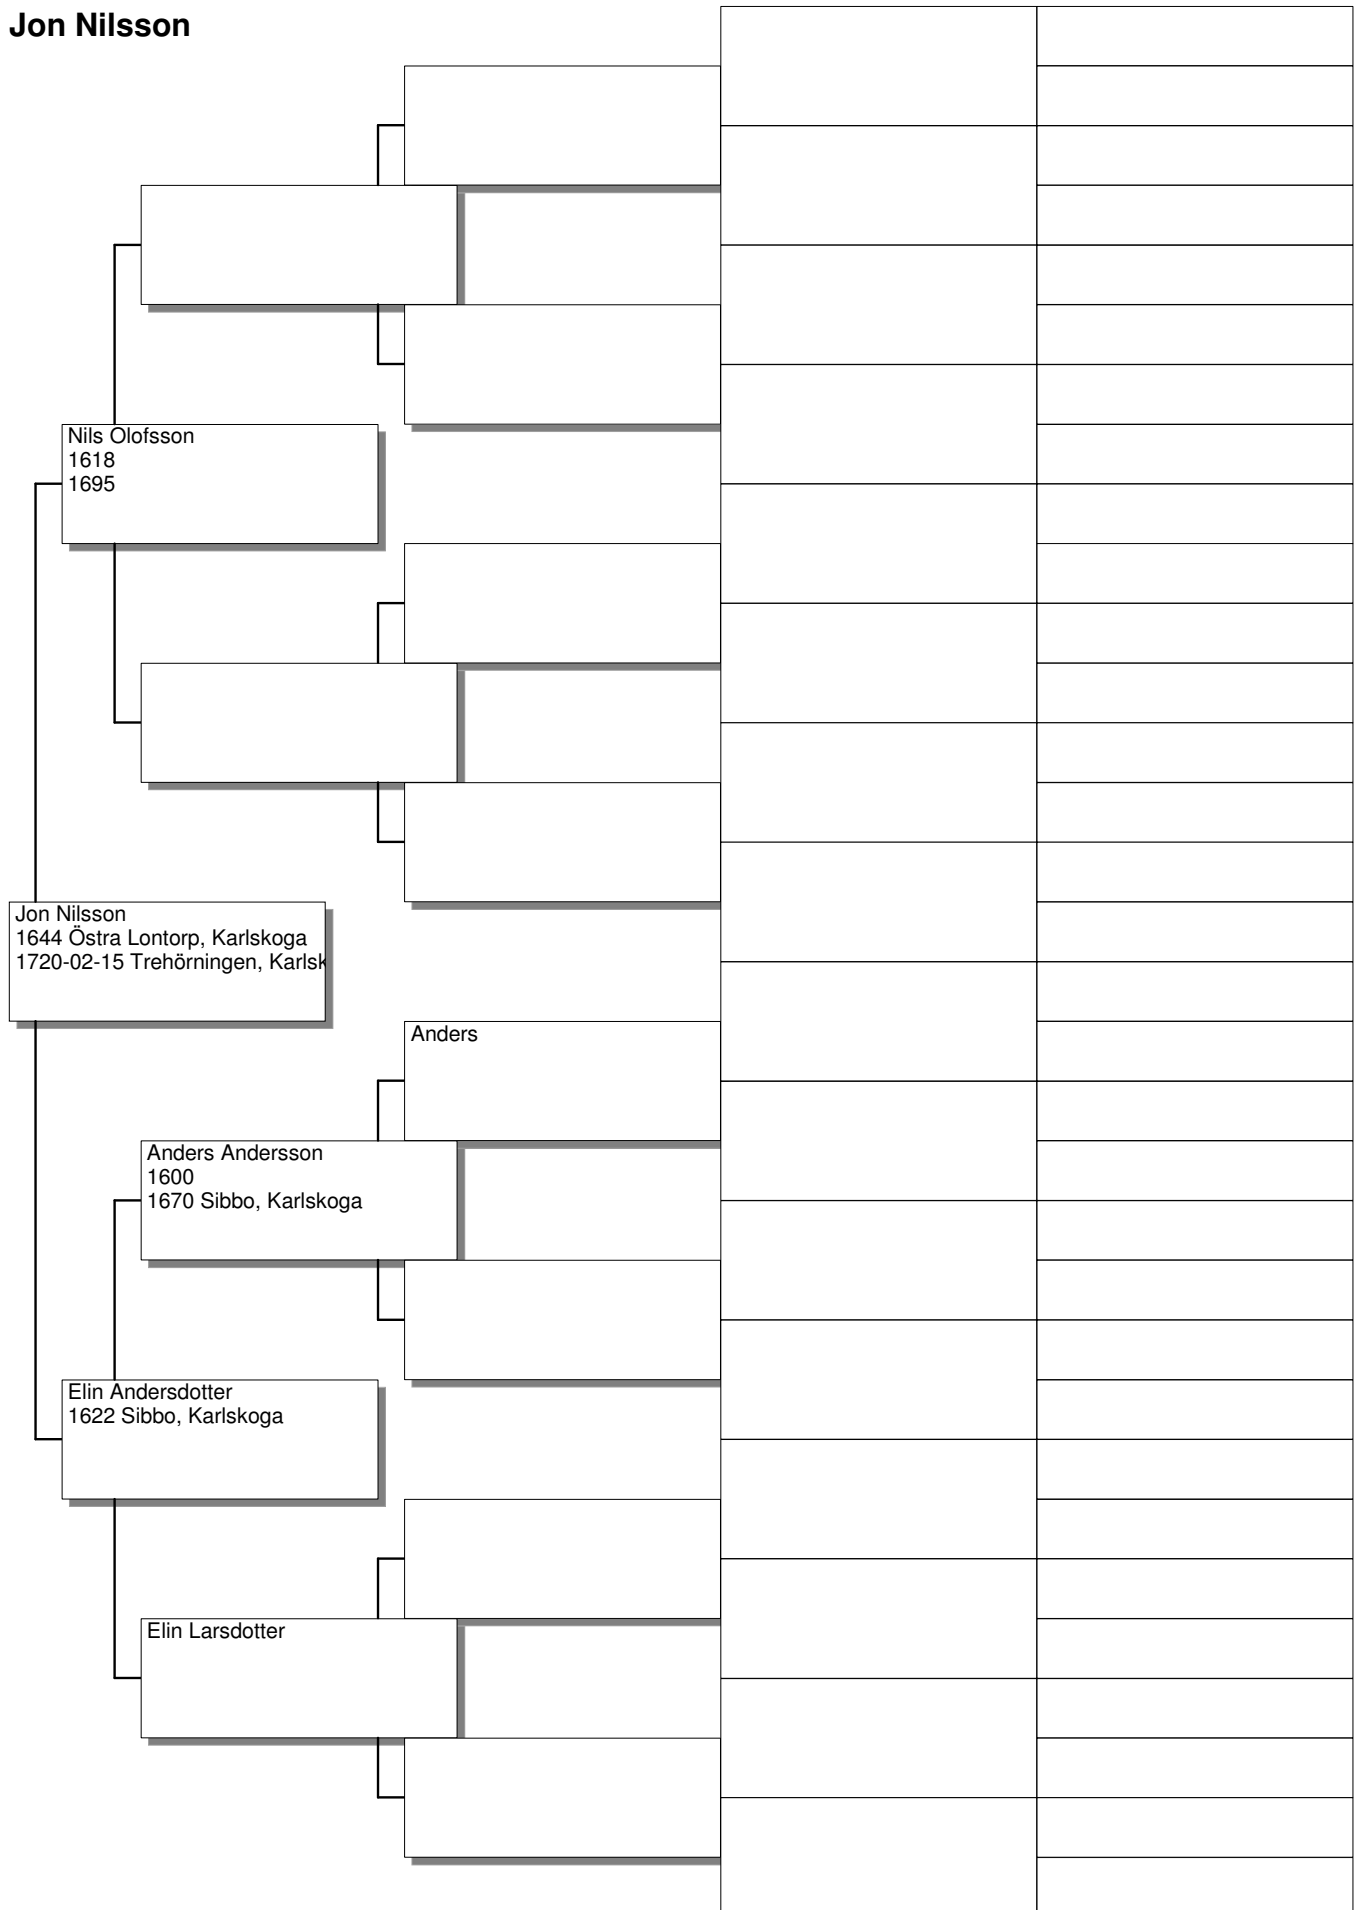 Jon Nilsson
Nils Olofsson
1618
1695
Jon Nilsson
1644 Östra Lontorp, Karlskoga
1720-02-15 Trehörningen, Karlsk
Anders
Anders Andersson
1600
1670 Sibbo, Karlskoga
Elin Andersdotter
1622 Sibbo, Karlskoga
Elin Larsdotter